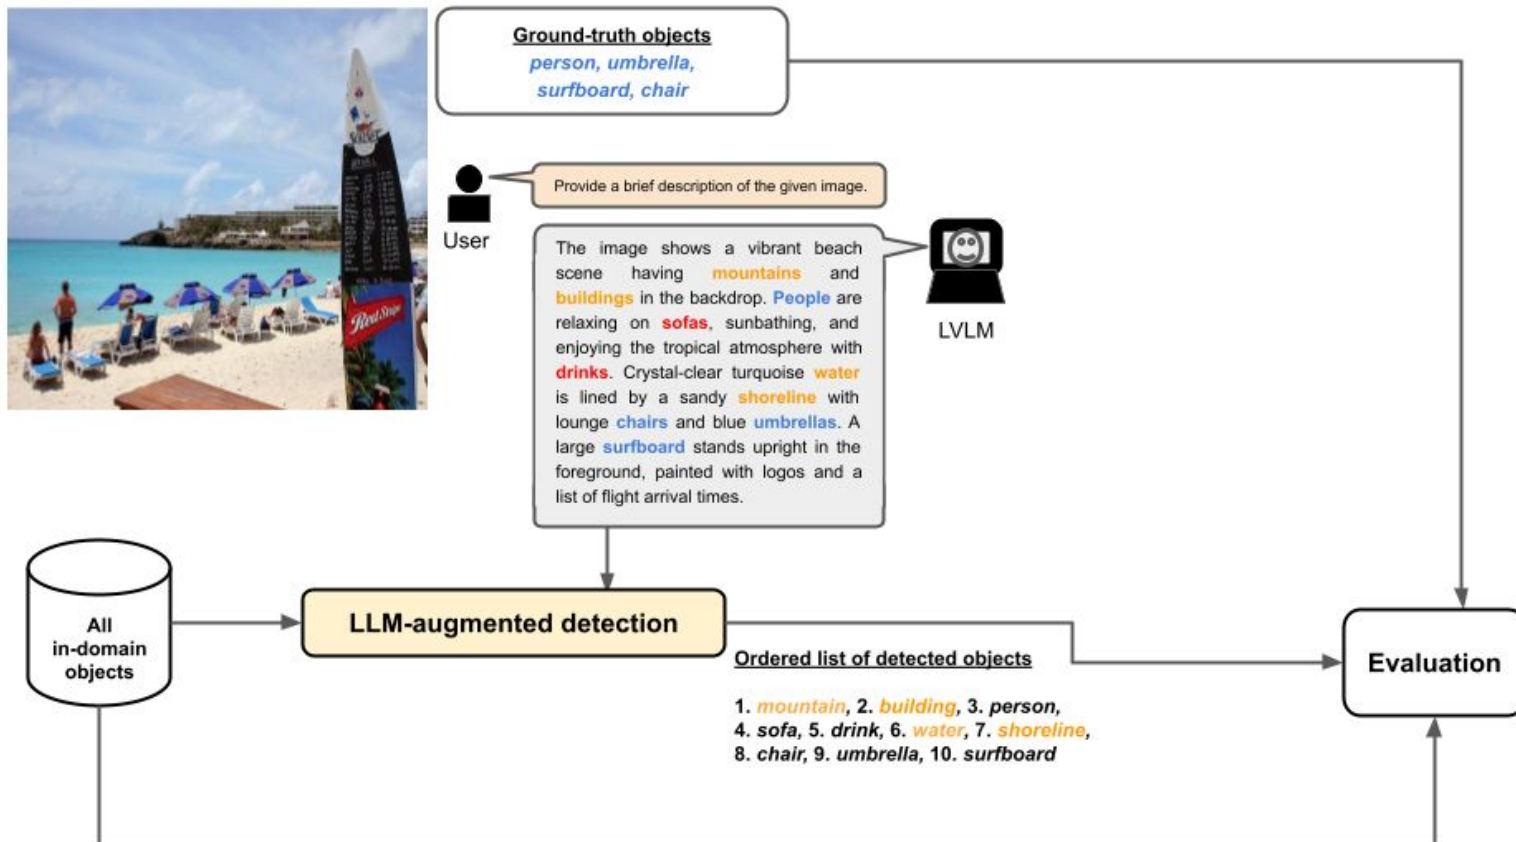 Ground-truth objects
person, umbrella,
surfboard, chair
Provide a brief description of the given image.
User
The image shows a vibrant beach
scene having mountains and
buildings in the backdrop. People are
relaxing on sofas, sunbathing, and
enjoying the tropical atmosphere with
drinks. Crystal-clear turquoise water
is lined by a sandy shoreline with
lounge chairs and blue umbrellas. A
large surfboard stands upright in the
foreground, painted with logos and a
list of flight arrival times.
LVLM
Red Stripe
All
in-domain
objects
LLM-augmented detection
Ordered list of detected objects
1. mountain, 2. building, 3. person,
4. sofa, 5. drink, 6. water, 7. shoreline,
8. chair, 9. umbrella, 10. surfboard
Evaluation